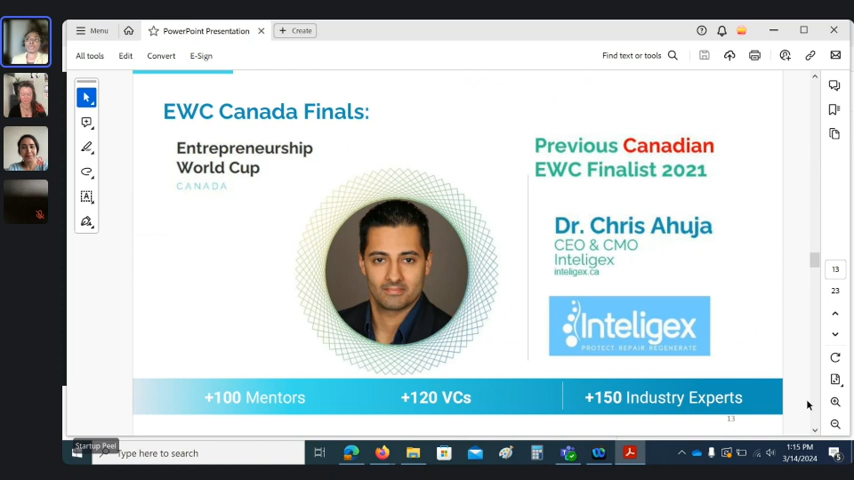 Menu
PowerPoint Presentation
Create
All tools
Edit
Convert
E-Sign
Find text or tools
EWC Canada Finals:
Entrepreneurship
World Cup
CANADA
Previous Canadian
EWC Finalist 2021
Dr. Chris Ahuja
CEO & CMO
Inteligex
inteligex.ca
Inteligex
PROTECT. REPAIR. REGENERATE
+100 Mentors
+120 VCs
+150 Industry Experts
13
13
23
Startup Peel
Type here to search
1:15 PM
3/14/2024
5